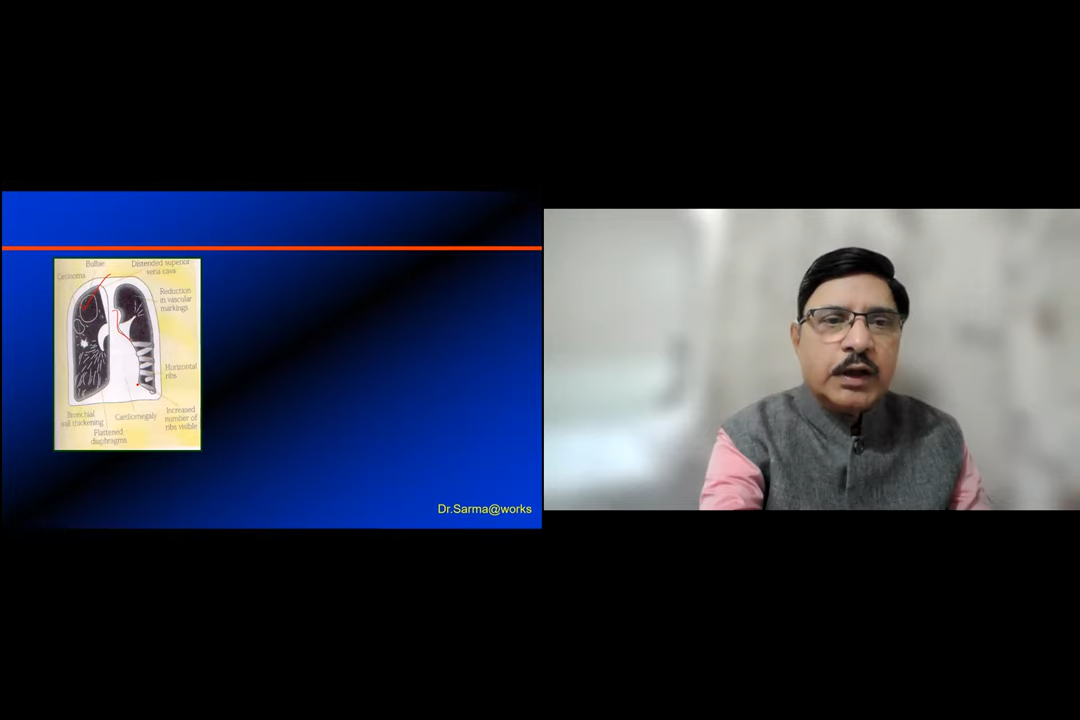 Bullae
Distended superior
vena cava
Carcinoma
Reduction
in vascular
markings
Horizontal
ribs
Bronchial
wall thickening
Cardiomegaly
Increased
number of
ribs visible
Flattened
diaphragms
Dr.Sarma@works